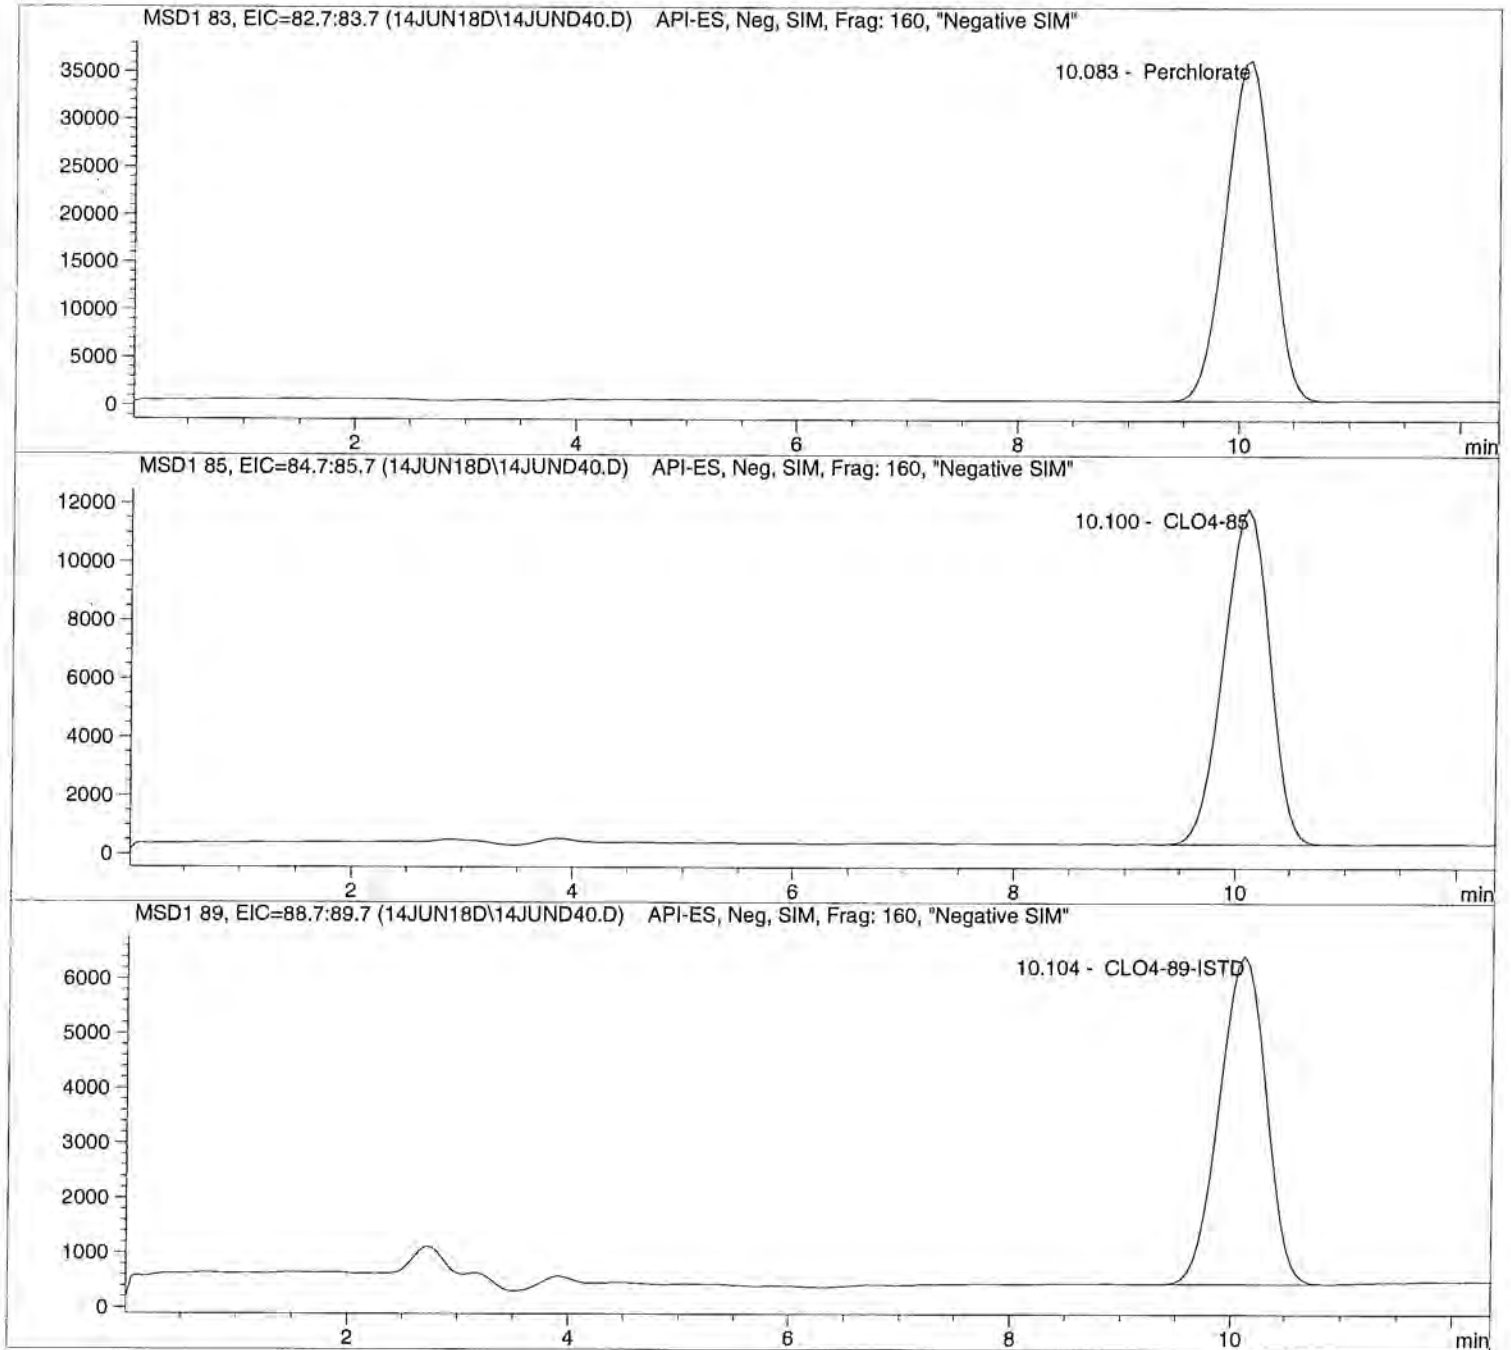 MSD1 83, EIC=82.7:83.7 (14JUN18D\14JUND40.D) API-ES, Neg, SIM, Frag: 160, "Negative SIM"
10.083 - Perchlorate
35000
30000
25000
20000
15000
10000
5000
0
2 4 6 8 10 min
MSD1 85, EIC=84.7:85.7 (14JUN18D\14JUND40.D) API-ES, Neg, SIM, Frag: 160, "Negative SIM"
12000
10.100 - CLO4-85
10000
8000
6000
4000
2000
0
2 4 6 8 10 min
MSD1 89, EIC=88.7:89.7 (14JUN18D\14JUND40.D) API-ES, Neg, SIM, Frag: 160, "Negative SIM"
10.104 - CLO4-89-ISTD
6000
5000
4000
3000
2000
1000
0
2 4 6 8 10 min